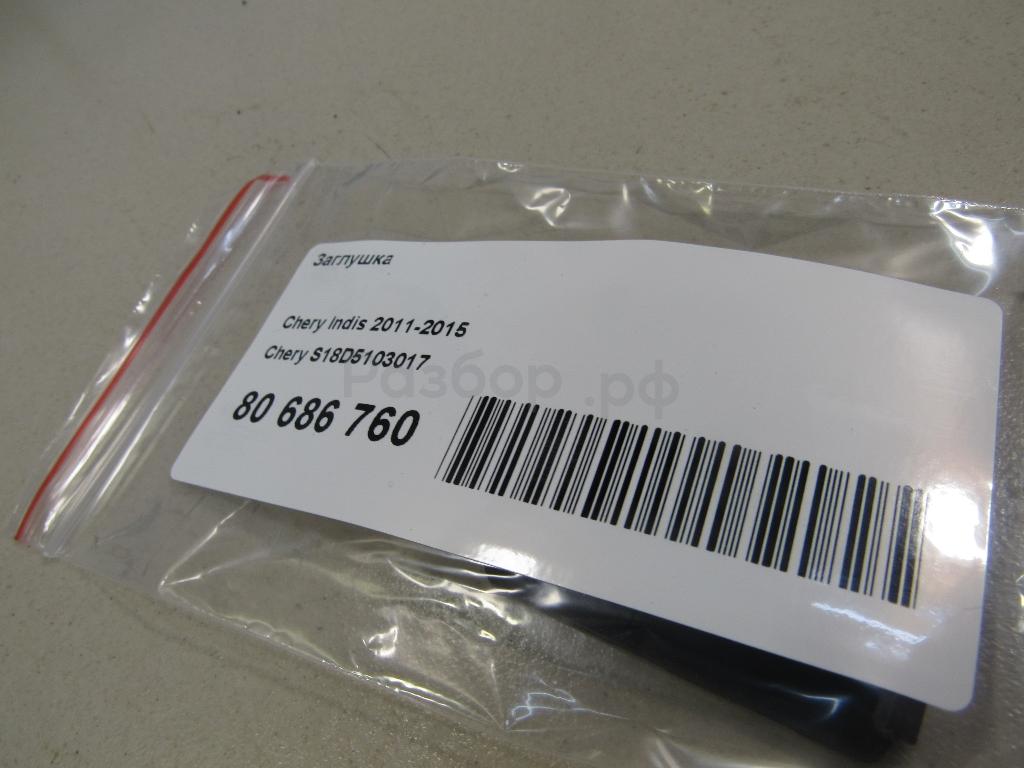 Заглушка
Chery Indis 2011-2015
Chery S18D5103017
Разбор.рф
80 686 760